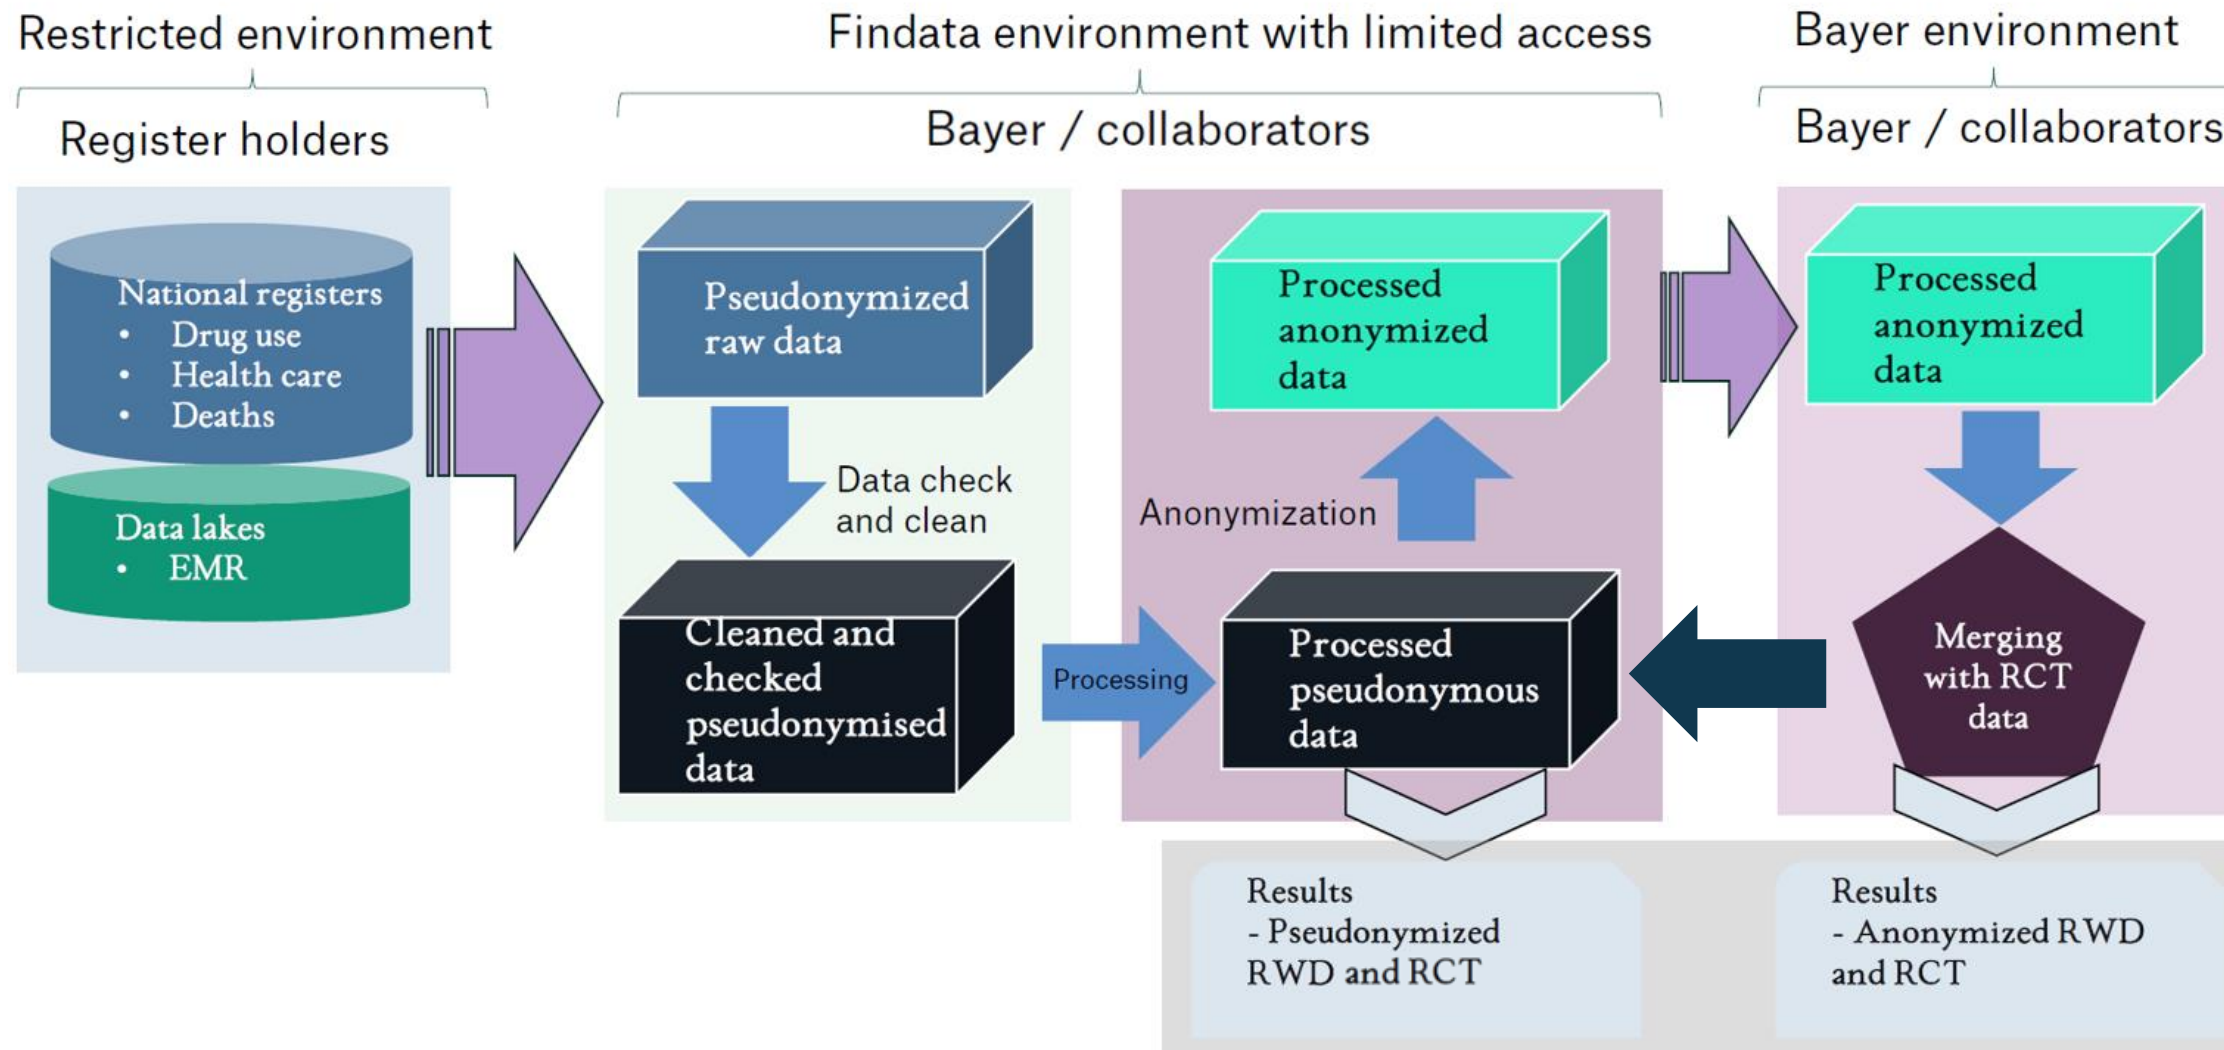 Restricted environment
Register holders
National registers
• Drug use
• Health care
• Deaths
Data lakes
• EMR
Findata environment with limited access
Bayer / collaborators
Pseudonymized
raw data
Data check
and clean
Cleaned and
checked
pseudonymised
data
Processing
Processed
anonymized
data
Anonymization
Processed
pseudonymous
data
Results
- Pseudonymized
RWD and RCT
Bayer environment
Bayer / collaborators
Processed
anonymized
data
Merging
with RCT
data
Results
- Anonymized RWD
and RCT